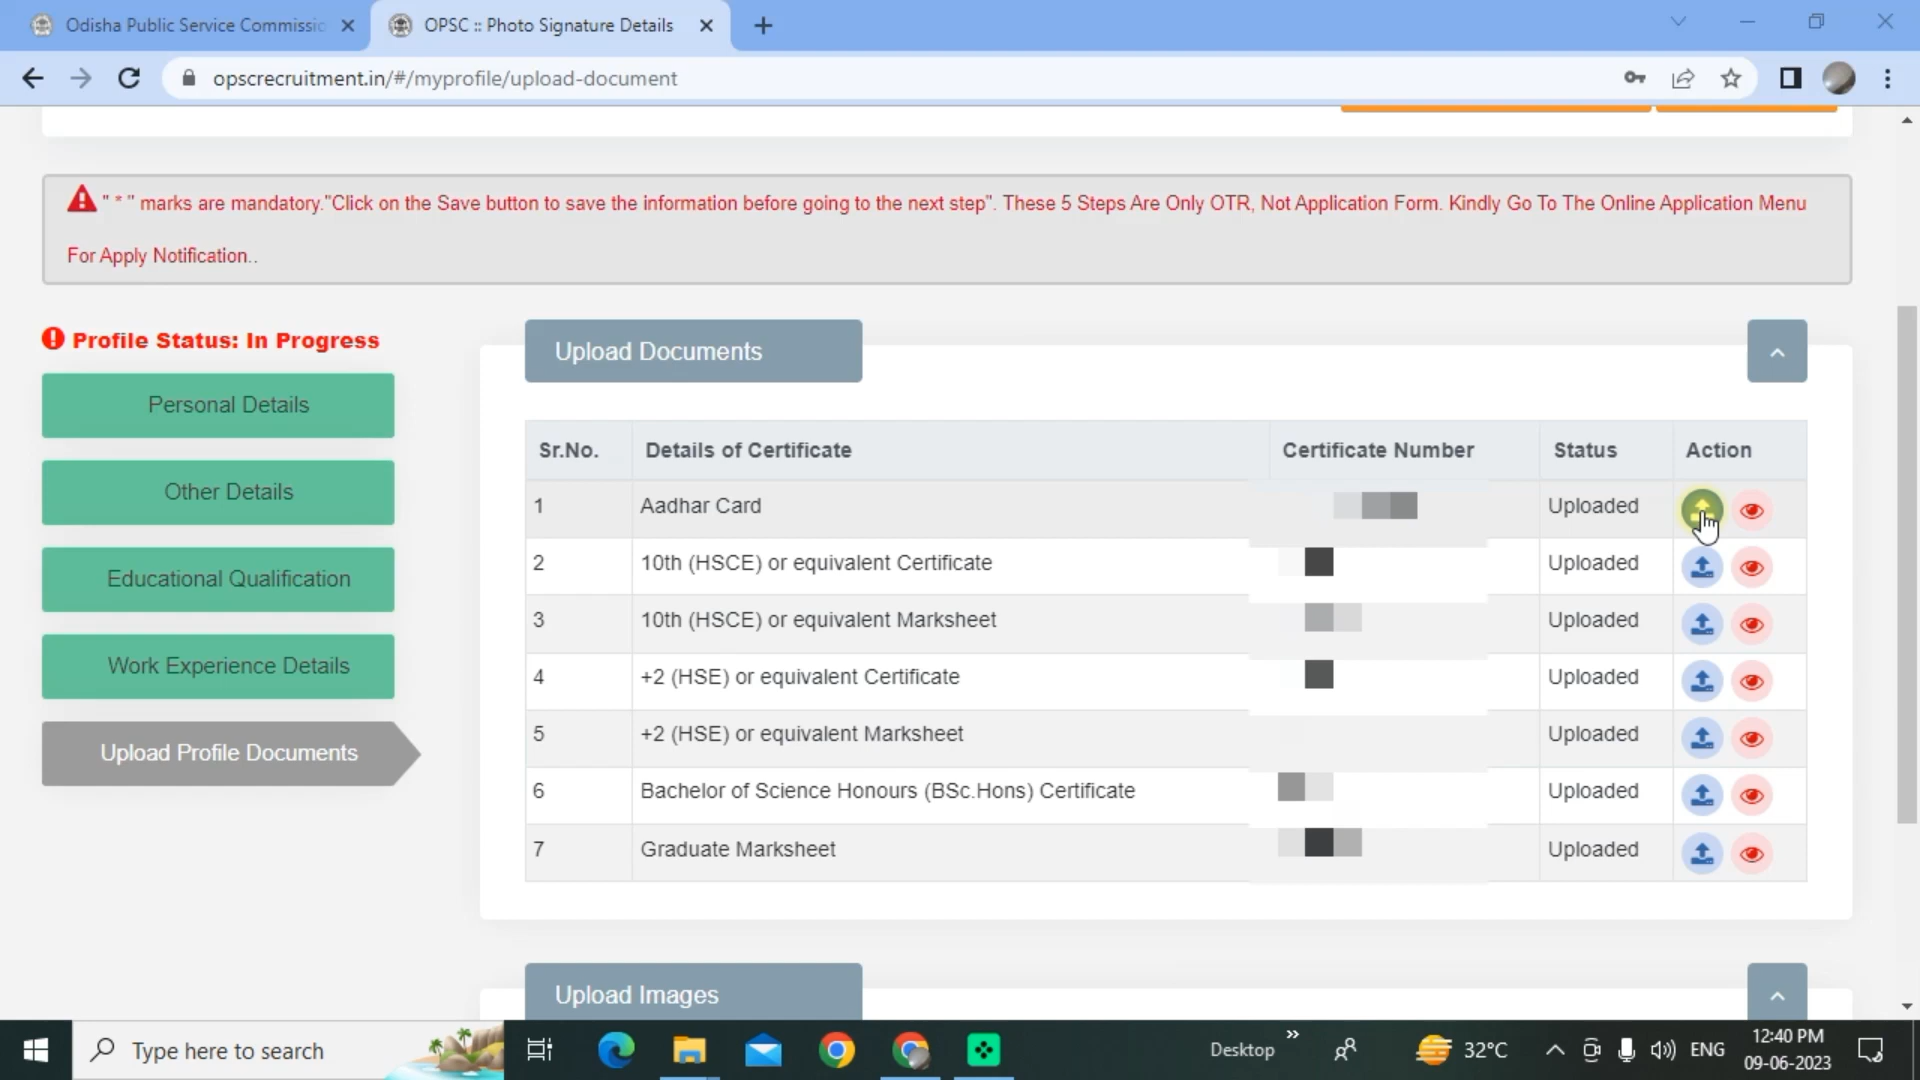 Odisha Public Service Commissio
OPSC :: Photo Signature Details
opscrecruitment.in/#/myprofile/upload-document
" * " marks are mandatory."Click on the Save button to save the information before going to the next step". These 5 Steps Are Only OTR, Not Application Form. Kindly Go To The Online Application Menu
For Apply Notification..
Profile Status: In Progress
Personal Details
Other Details
Educational Qualification
Work Experience Details
Upload Profile Documents
Upload Documents
Sr.No. Details of Certificate Certificate Number Status Action
1 Aadhar Card Uploaded
2 10th (HSCE) or equivalent Certificate Uploaded
3 10th (HSCE) or equivalent Marksheet Uploaded
4 +2 (HSE) or equivalent Certificate Uploaded
5 +2 (HSE) or equivalent Marksheet Uploaded
6 Bachelor of Science Honours (BSc.Hons) Certificate Uploaded
7 Graduate Marksheet Uploaded
Upload Images
Type here to search
Desktop
32°C
ENG
12:40 PM
09-06-2023